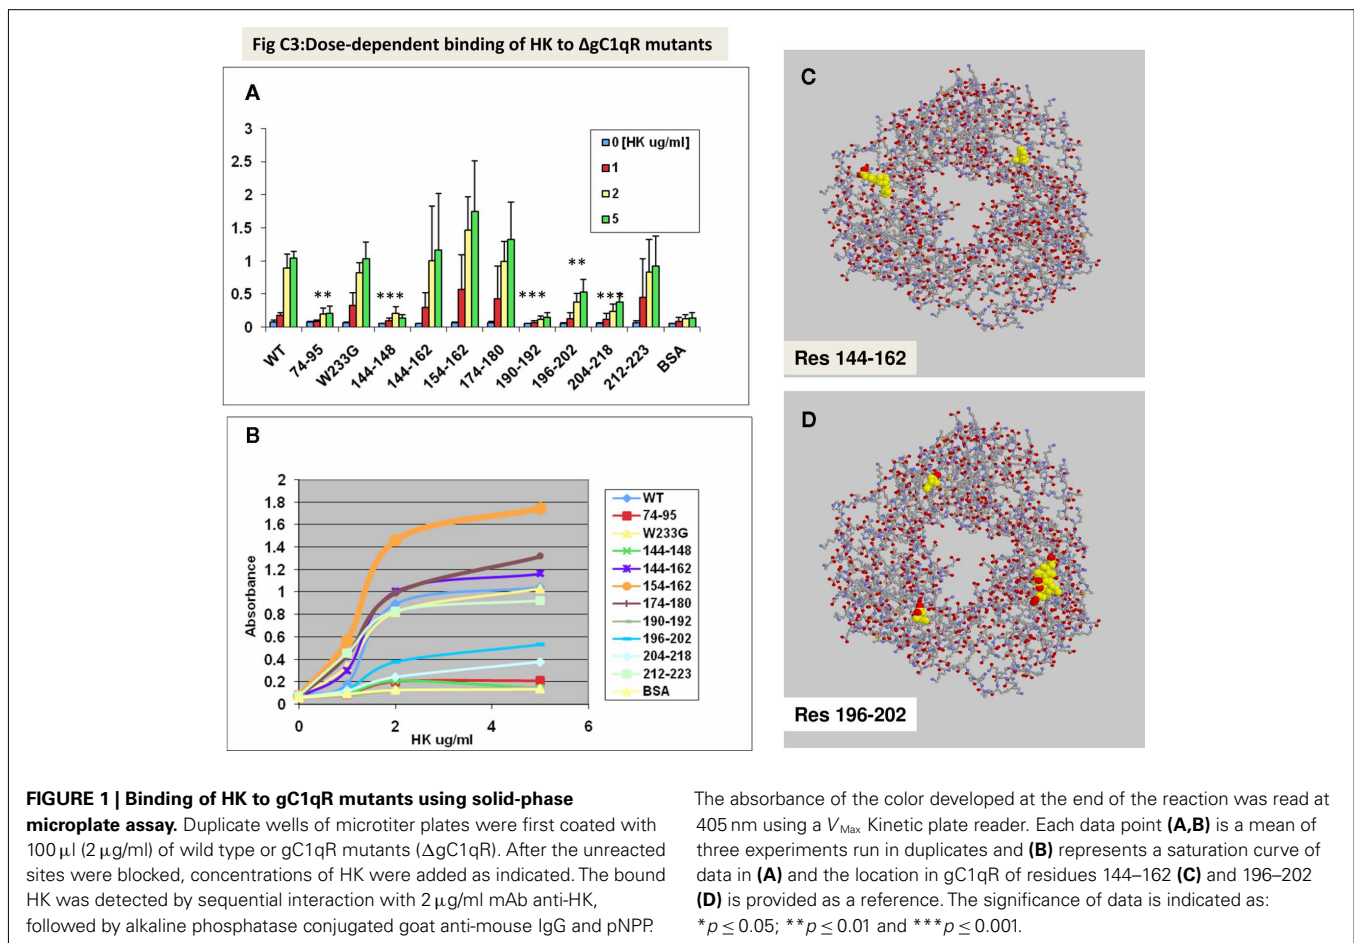 Fig C3:Dose-dependent binding of HK to ΔgC1qR mutants
A
3
2.5
2
1.5
1
0.5
0
0 [HK ug/ml]
1
2
5
**
***
***
**
***
WT
74-95
W233G
144-148
144-162
154-162
174-180
190-192
196-202
204-218
212-223
BSA
B
2
1.8
1.6
1.4
1.2
1
0.8
0.6
0.4
0.2
0
Absorbance
0
2
4
6
HK ug/ml
WT
74-95
W233G
144-148
144-162
154-162
174-180
190-192
196-202
204-218
212-223
BSA
C
Res 144-162
D
Res 196-202
FIGURE 1 | Binding of HK to gC1qR mutants using solid-phase
microplate assay. Duplicate wells of microtiter plates were first coated with
100 μl (2 μg/ml) of wild type or gC1qR mutants (ΔgC1qR). After the unreacted
sites were blocked, concentrations of HK were added as indicated. The bound
HK was detected by sequential interaction with 2 μg/ml mAb anti-HK,
followed by alkaline phosphatase conjugated goat anti-mouse IgG and pNPP.
The absorbance of the color developed at the end of the reaction was read at
405 nm using a VMax Kinetic plate reader. Each data point (A,B) is a mean of
three experiments run in duplicates and (B) represents a saturation curve of
data in (A) and the location in gC1qR of residues 144–162 (C) and 196–202
(D) is provided as a reference. The significance of data is indicated as:
*p ≤ 0.05; **p ≤ 0.01 and ***p ≤ 0.001.